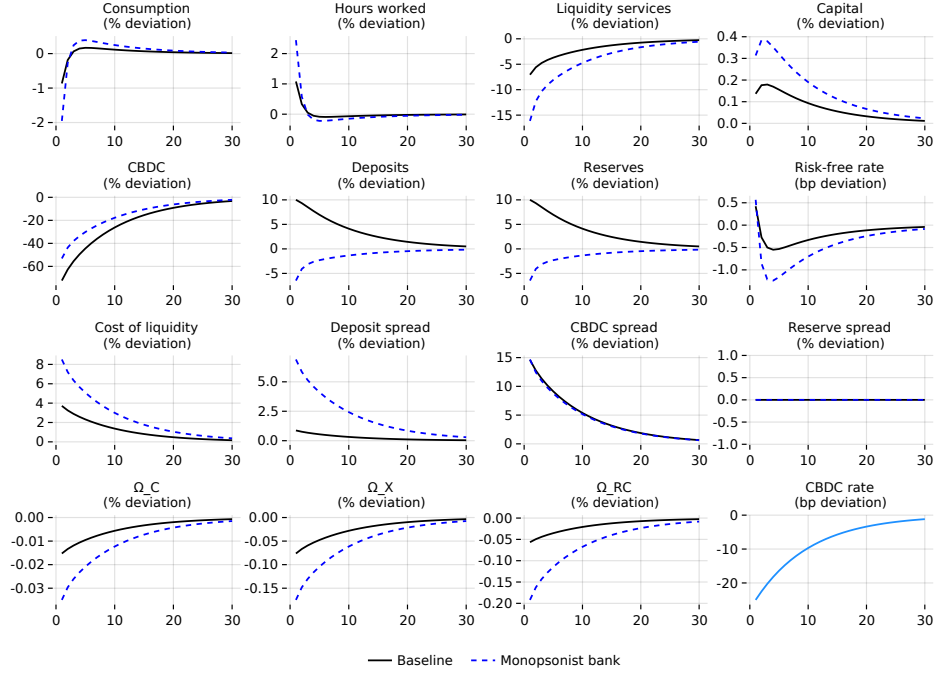 Consumption Hours worked Liquidity services Capital
(% deviation) (% deviation) (% deviation) (% deviation)
0 2 0 0.4
-1 1 -5 0.3
-2 0 -10 0.2
-15 0.1
0.0
0 10 20 30 0 10 20 30 0 10 20 30 0 10 20 30
CBDC Deposits Reserves Risk-free rate
(% deviation) (% deviation) (% deviation) (bp deviation)
0 10 10 0.5
-20 5 5 0.0
-40 0 0 -0.5
-60 -5 -5 -1.0
0 10 20 30 0 10 20 30 0 10 20 30 0 10 20 30
Cost of liquidity Deposit spread CBDC spread Reserve spread
(% deviation) (% deviation) (% deviation) (% deviation)
8 5.0 15 1.0
6 2.5 10 0.5
4 0.0 5 0.0
2 0 -0.5
0 -1.0
0 10 20 30 0 10 20 30 0 10 20 30 0 10 20 30
Ω_C Ω_X Ω_RC CBDC rate
(% deviation) (% deviation) (% deviation) (bp deviation)
0.00 0.00 0.00 0
-0.01 -0.05 -0.05 -10
-0.02 -0.10 -0.10 -20
-0.03 -0.15 -0.15
-0.20
0 10 20 30 0 10 20 30 0 10 20 30 0 10 20 30
Baseline Monopsonist bank